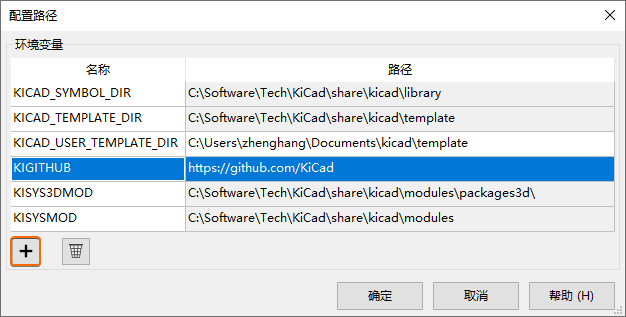 配置路径
环境变量
名称 路径
KICAD_SYMBOL_DIR C:\Software\Tech\KiCad\share\kicad\library
KICAD_TEMPLATE_DIR C:\Software\Tech\KiCad\share\kicad\template
KICAD_USER_TEMPLATE_DIR C:\Users\zhenghang\Documents\kicad\template
KIGITHUB https://github.com/KiCad
KISYS3DMOD C:\Software\Tech\KiCad\share\kicad\modules\packages3d\
KISYSMOD C:\Software\Tech\KiCad\share\kicad\modules
确定 取消 帮助 (H)